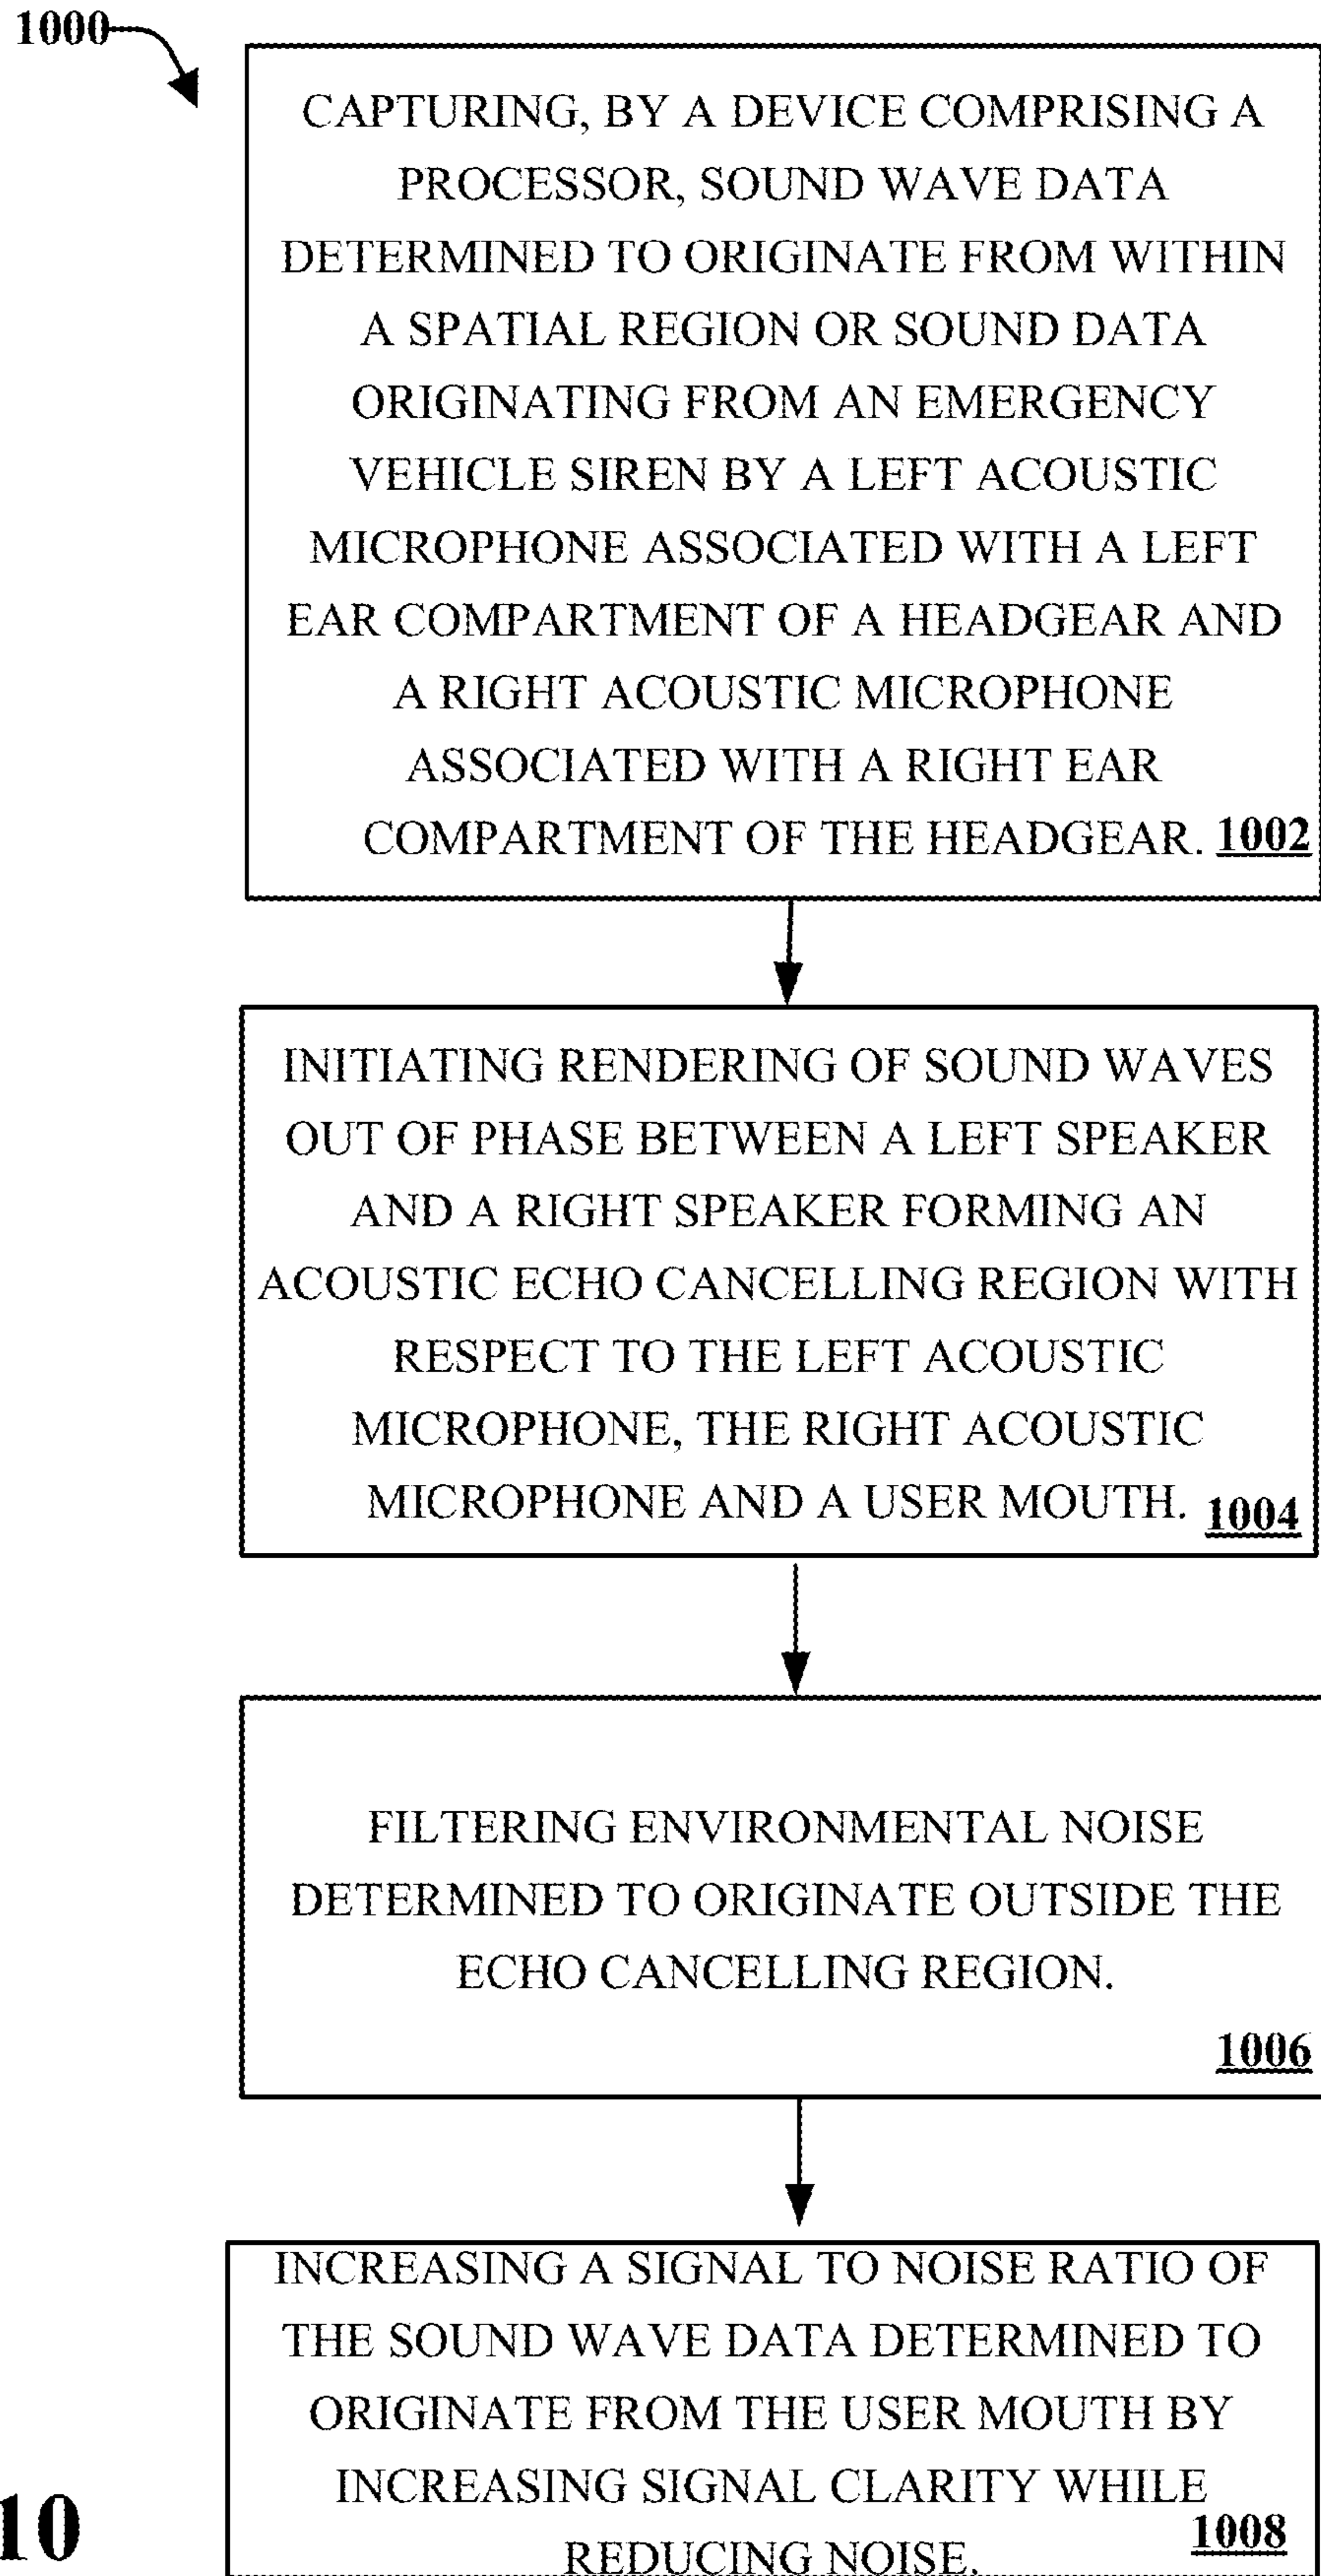 1000
CAPTURING, BY A DEVICE COMPRISING A
PROCESSOR, SOUND WAVE DATA
DETERMINED TO ORIGINATE FROM WITHIN
A SPATIAL REGION OR SOUND DATA
ORIGINATING FROM AN EMERGENCY
VEHICLE SIREN BY A LEFT ACOUSTIC
MICROPHONE ASSOCIATED WITH A LEFT
EAR COMPARTMENT OF A HEADGEAR AND
A RIGHT ACOUSTIC MICROPHONE
ASSOCIATED WITH A RIGHT EAR
COMPARTMENT OF THE HEADGEAR. 1002
INITIATING RENDERING OF SOUND WAVES
OUT OF PHASE BETWEEN A LEFT SPEAKER
AND A RIGHT SPEAKER FORMING AN
ACOUSTIC ECHO CANCELLING REGION WITH
RESPECT TO THE LEFT ACOUSTIC
MICROPHONE, THE RIGHT ACOUSTIC
MICROPHONE AND A USER MOUTH. 1004
FILTERING ENVIRONMENTAL NOISE
DETERMINED TO ORIGINATE OUTSIDE THE
ECHO CANCELLING REGION.
1006
INCREASING A SIGNAL TO NOISE RATIO OF
THE SOUND WAVE DATA DETERMINED TO
ORIGINATE FROM THE USER MOUTH BY
INCREASING SIGNAL CLARITY WHILE
REDUCING NOISE. 1008
10